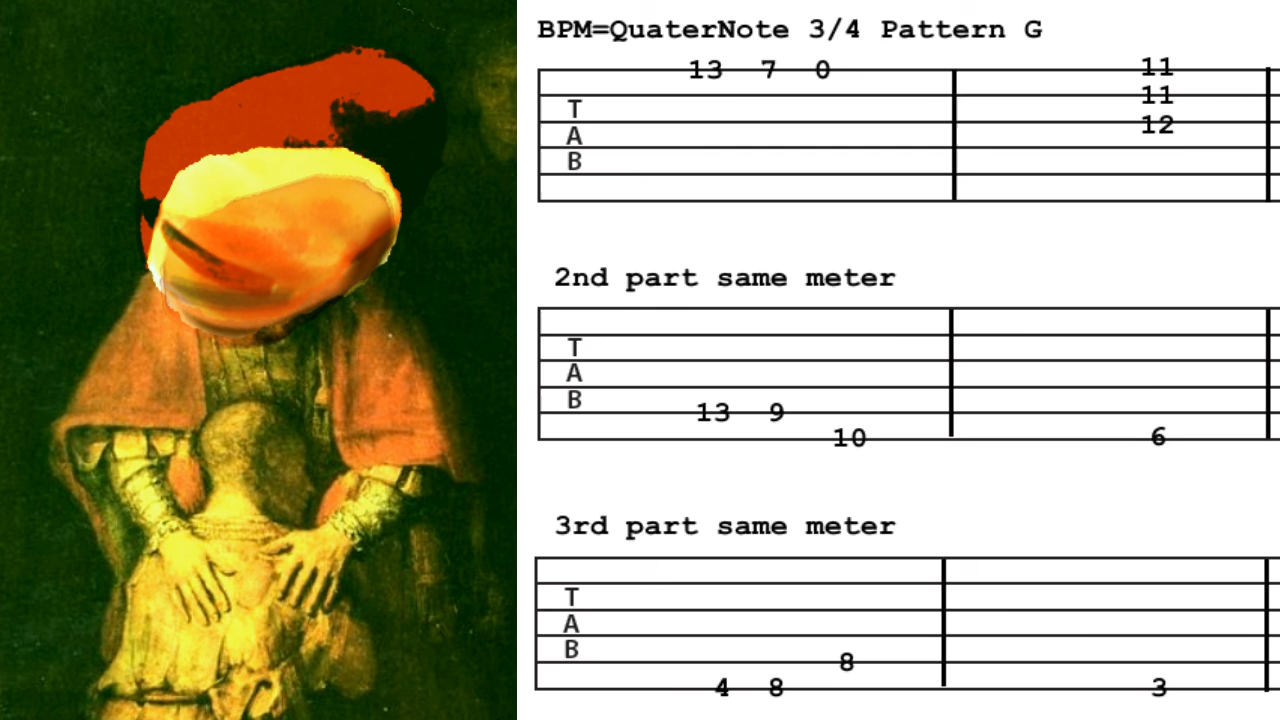 BPM=QuaterNote 3/4 Pattern G
13 7 0 11
11
T
12
A
B
2nd part same meter
T
A
B
13 9
10 6
3rd part same meter
T
A
B
8
4 8 3